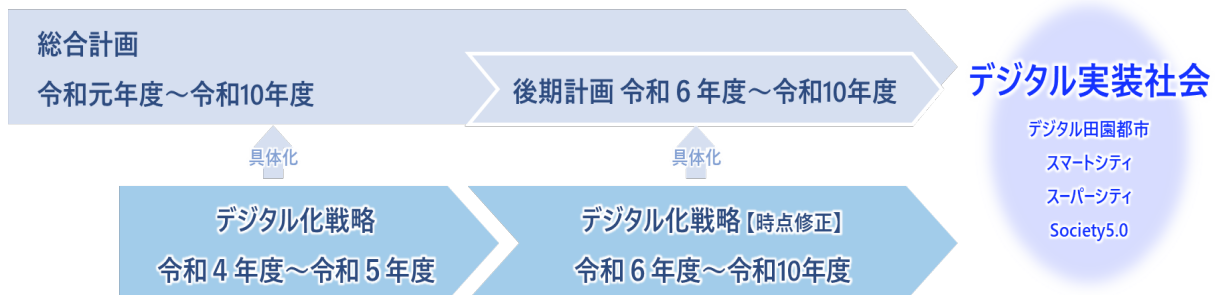 総合計画
令和元年度～令和10年度
後期計画 令和６年度～令和10年度
具体化
具体化
デジタル化戦略
令和４年度～令和５年度
デジタル化戦略【時点修正】
令和６年度～令和10年度
デジタル実装社会
デジタル田園都市
スマートシティ
スーパーシティ
Society5.0